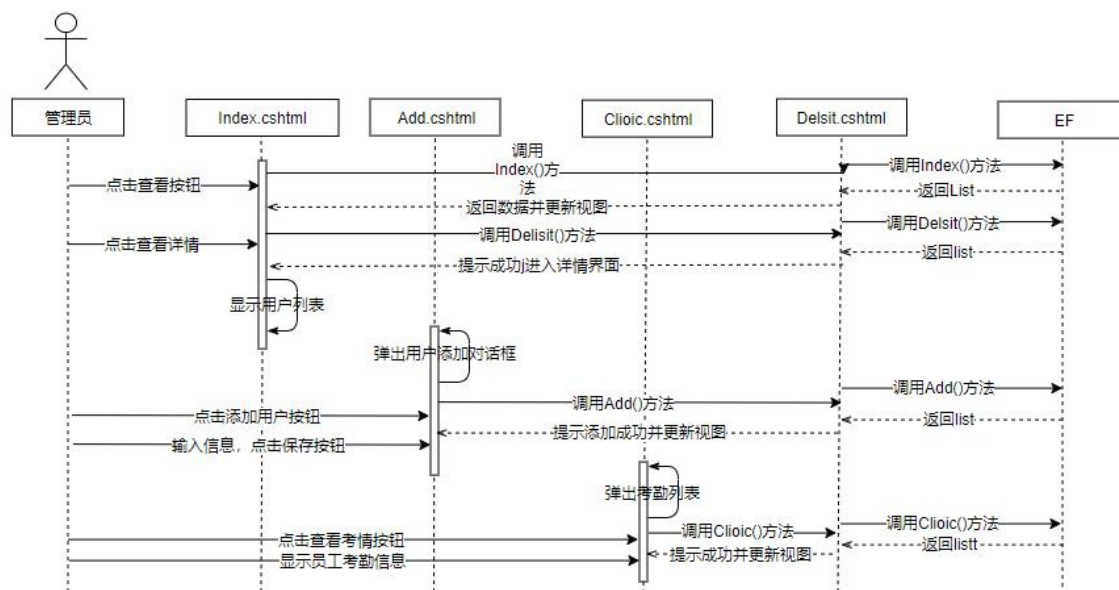 管理员
Index.cshtml
Add.cshtml
Clioic.cshtml
Delsit.cshtml
EF
调用
Index()方
法
调用Index()方法
点击查看按钮
返回List
返回数据并更新视图
调用Delsit()方法
点击查看详情
调用Delisit()方法
返回list
提示成功j进入详情界面
显示用户列表
弹出用户添加对话框
调用Add()方法
调用Add()方法
点击添加用户按钮
返回list
提示添加成功并更新视图
输入信息，点击保存按钮
弹出考勤列表
调用Clioic()方法
调用Clioic()方法
点击查看考情按钮
返回listt
提示成功并更新视图
显示员工考勤信息